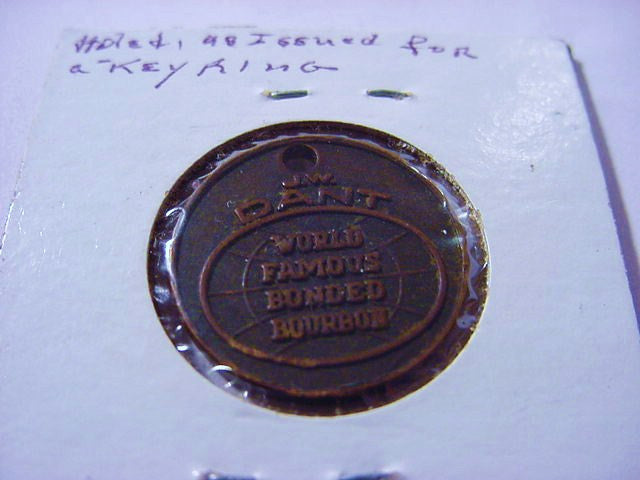 Holed, as Issued for
a Key Ring
J.W.
DANT
WORLD
FAMOUS
BONDED
BOURBON